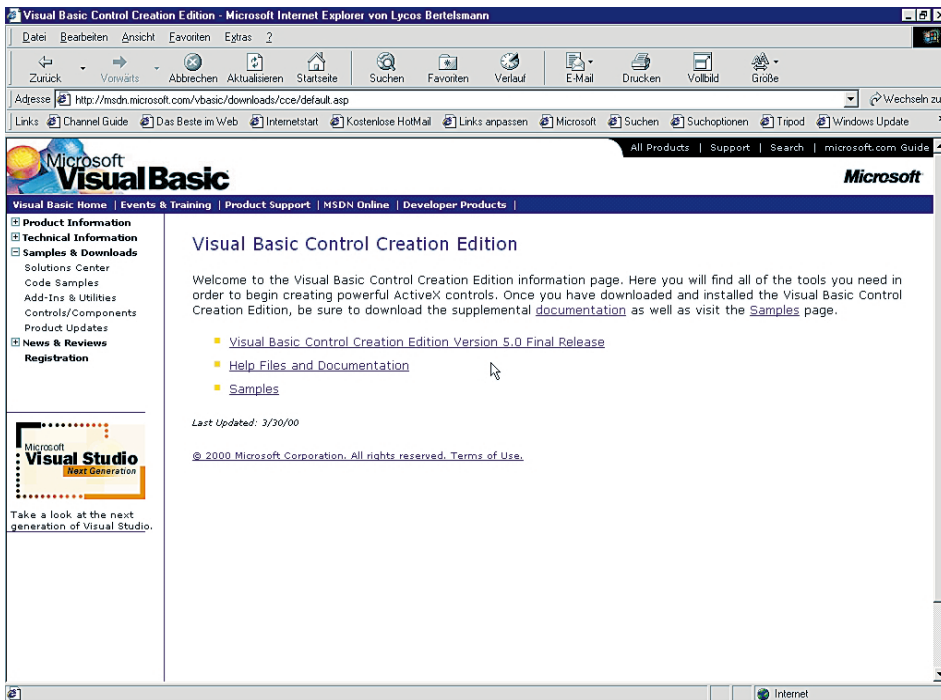 Visual Basic Control Creation Edition - Microsoft Internet Explorer von Lycos Bertelsmann
Datei Bearbeiten Ansicht Favoriten Extras ?
Zurück Vorwärts Abbrechen Aktualisieren Startseite Suchen Favoriten Verlauf E-Mail Drucken Vollbild Größe
Adresse http://msdn.microsoft.com/vbasic/downloads/cce/default.asp Wechseln zu
Links Channel Guide Das Beste im Web Internetstart Kostenlose HotMail Links anpassen Microsoft Suchen Suchoptionen Tripod Windows Update
All Products | Support | Search | microsoft.com Guide
Microsoft
Visual Basic
Microsoft
Visual Basic Home | Events & Training | Product Support | MSDN Online | Developer Products |
Product Information
Technical Information
Samples & Downloads
Solutions Center
Code Samples
Add-Ins & Utilities
Controls/Components
Product Updates
News & Reviews
Registration
Microsoft
Visual Studio
Next Generation
Take a look at the next
generation of Visual Studio.
Visual Basic Control Creation Edition
Welcome to the Visual Basic Control Creation Edition information page. Here you will find all of the tools you need in
order to begin creating powerful ActiveX controls. Once you have downloaded and installed the Visual Basic Control
Creation Edition, be sure to download the supplemental documentation as well as visit the Samples page.
Visual Basic Control Creation Edition Version 5.0 Final Release
Help Files and Documentation
Samples
Last Updated: 3/30/00
© 2000 Microsoft Corporation. All rights reserved. Terms of Use.
Internet